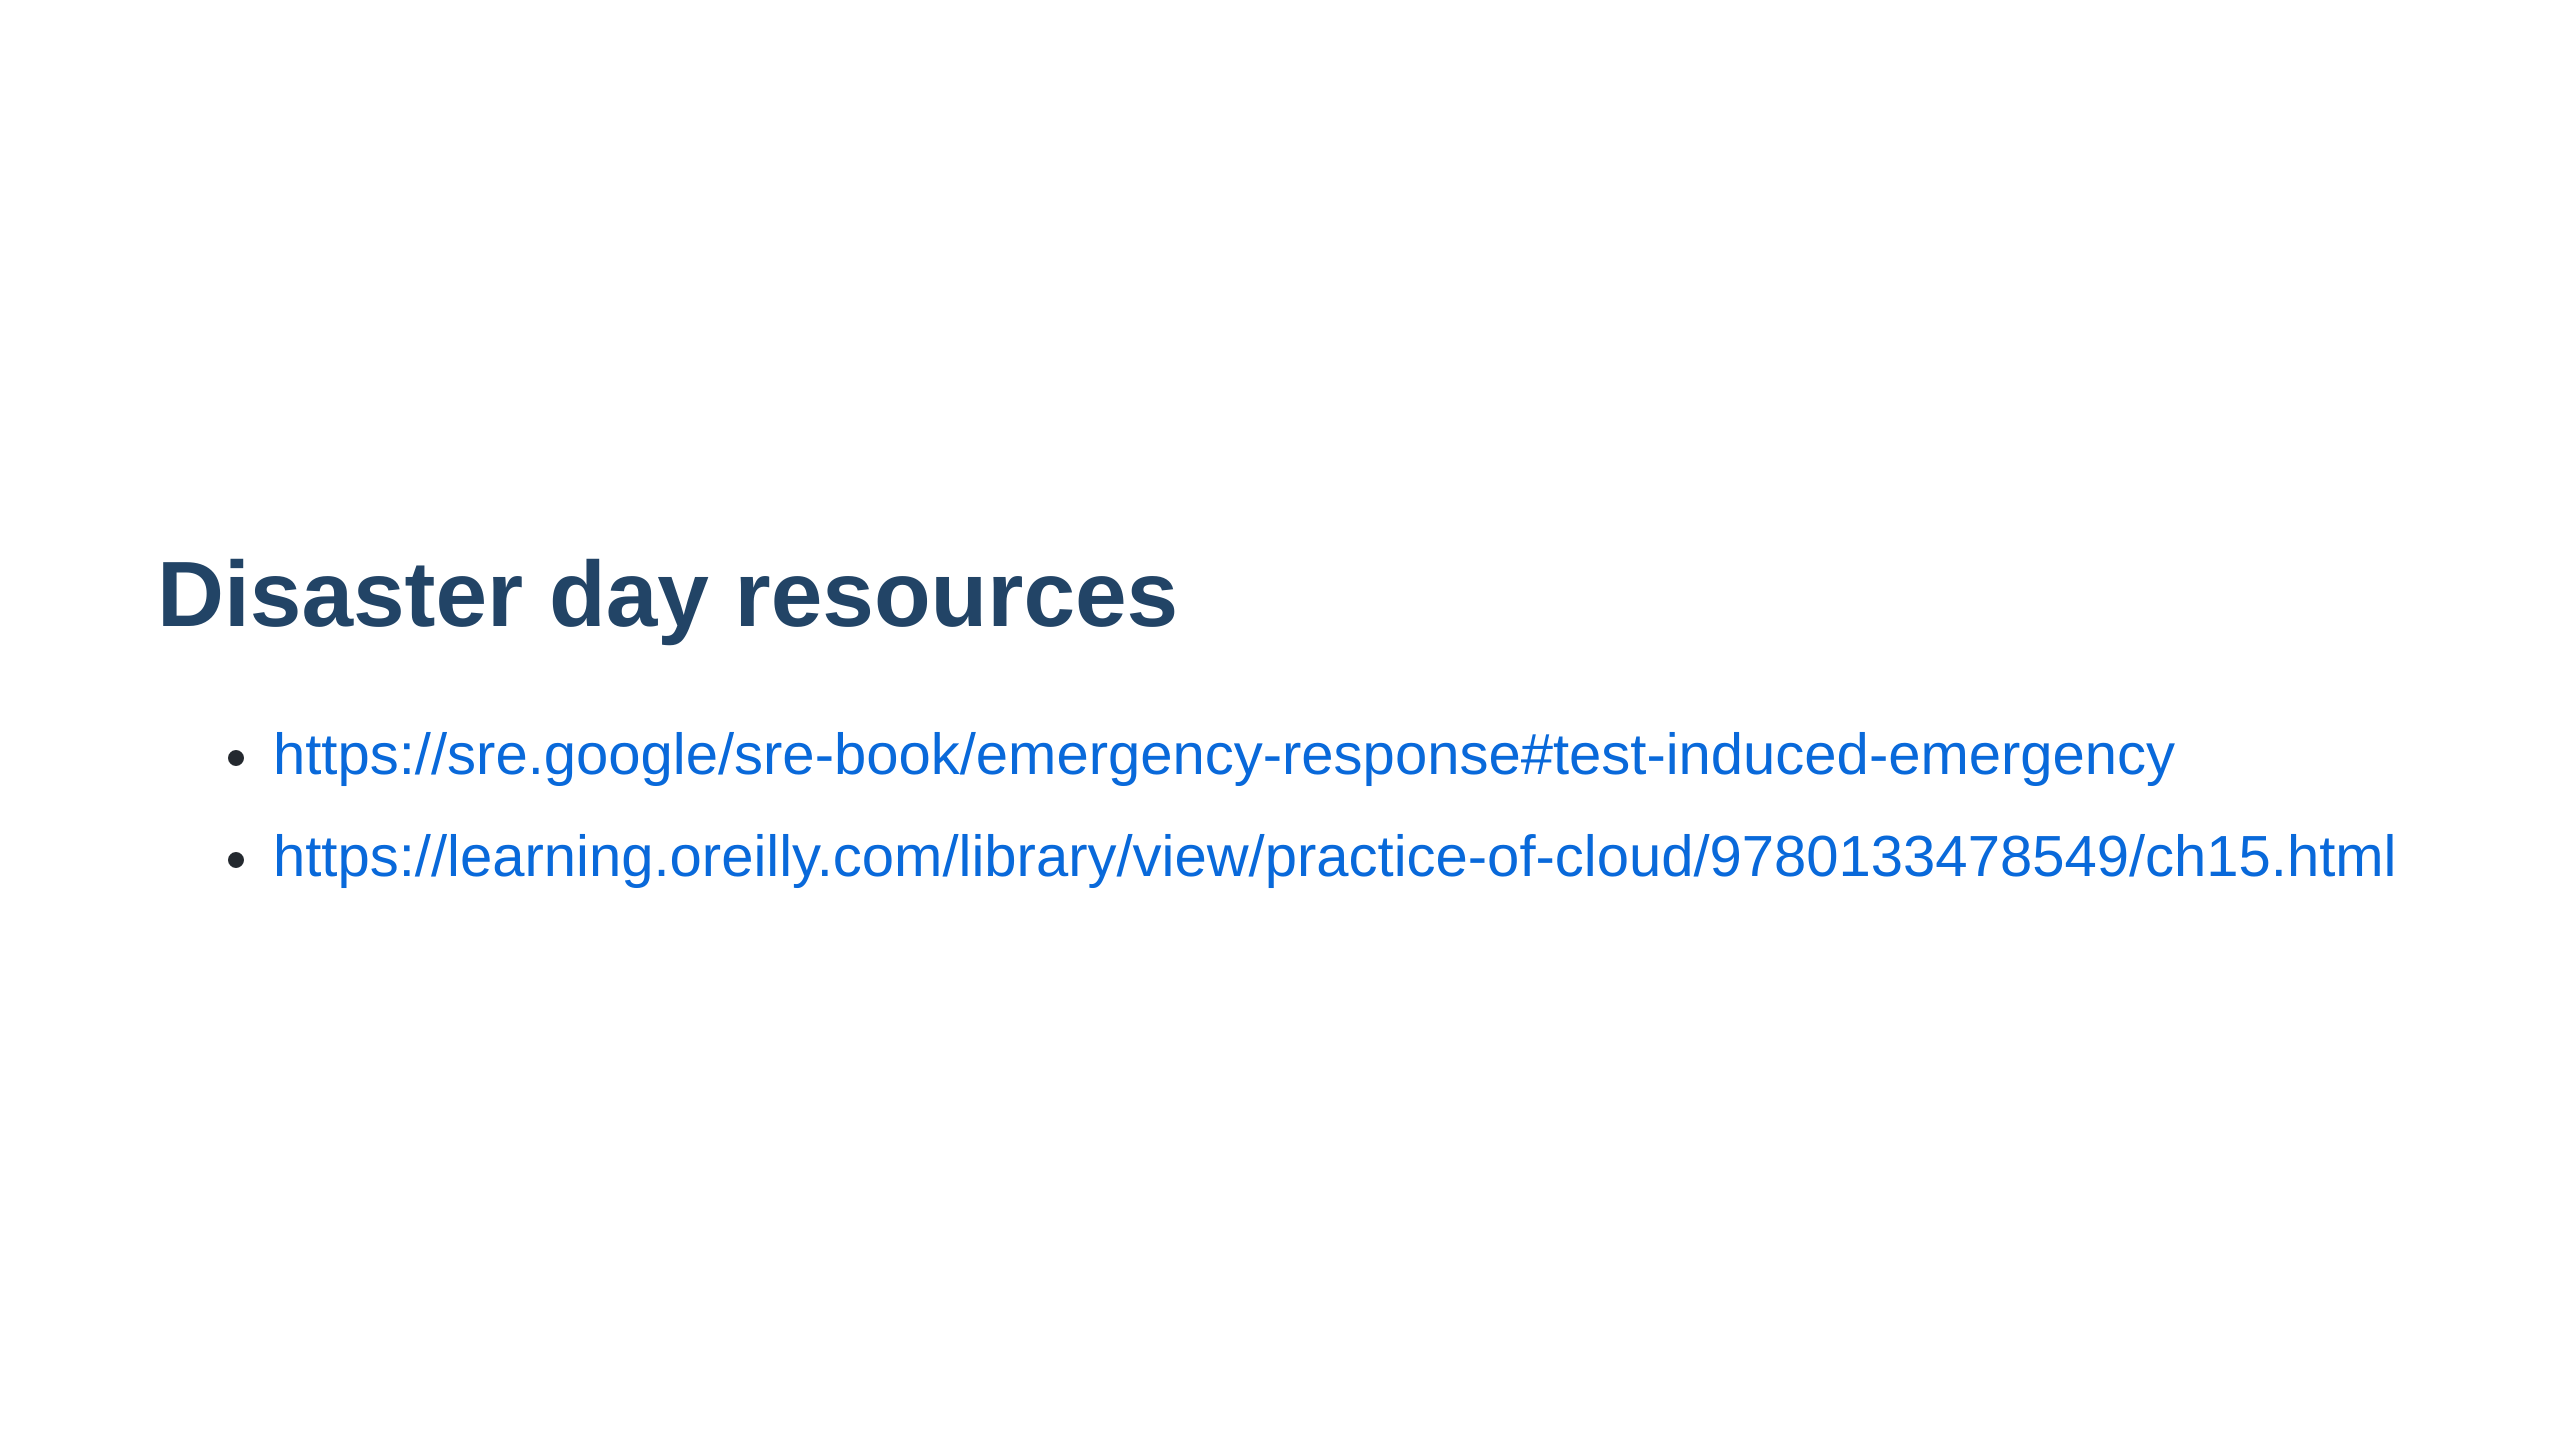 Disaster day resources
https://sre.google/sre-book/emergency-response#test-induced-emergency
https://learning.oreilly.com/library/view/practice-of-cloud/9780133478549/ch15.html